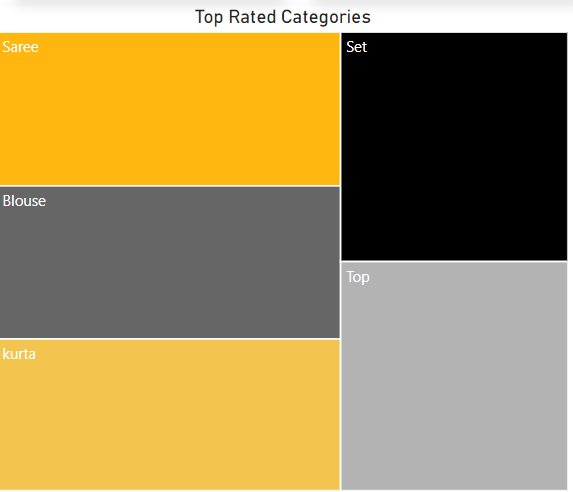 Top Rated Categories
Saree
Set
Blouse
Top
kurta